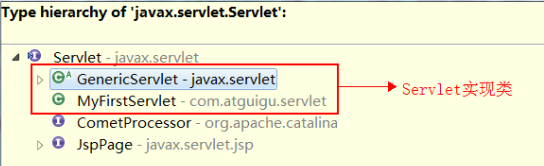 Type hierarchy of 'javax.servlet.Servlet':
Servlet - javax.servlet
GenericServlet - javax.servlet
MyFirstServlet - com.atguigu.servlet
Servlet实现类
CometProcessor - org.apache.catalina
JspPage - javax.servlet.jsp